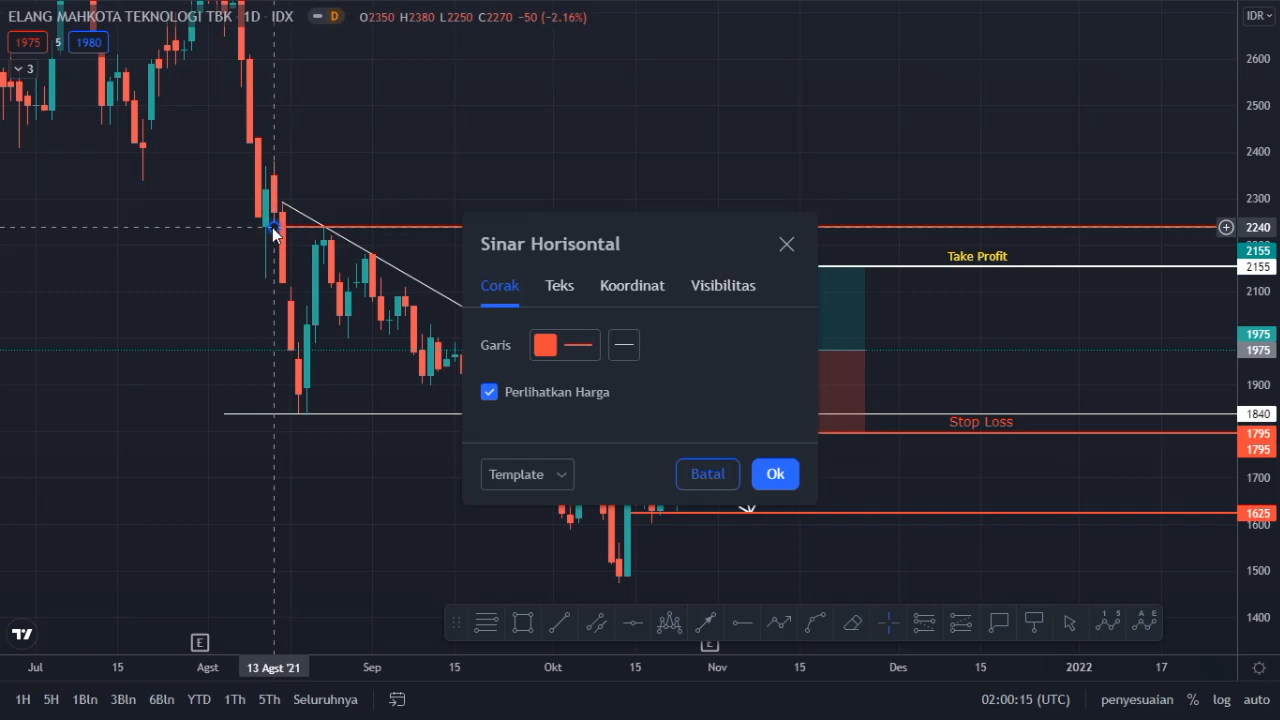 ELANG MAHKOTA TEKNOLOGI TBK · 1D · IDX D O2350 H2380 L2250 C2270 -50 (-2.16%)
IDR
1975 5 1980
3
2600
2500
2400
2300
2240
2155
Take Profit
2155
2100
1975
1975
1900
1840
Stop Loss
1795
1795
1700
1625
1600
1500
1400
Sinar Horisontal
Corak Teks Koordinat Visibilitas
Garis
Perlihatkan Harga
Template Batal Ok
E E
Jul 15 Agst 13 Agst '21 Sep 15 Okt 15 Nov 15 Des 15 2022 17
1H 5H 1Bln 3Bln 6Bln YTD 1Th 5Th Seluruhnya 02:00:15 (UTC) penyesuaian % log auto